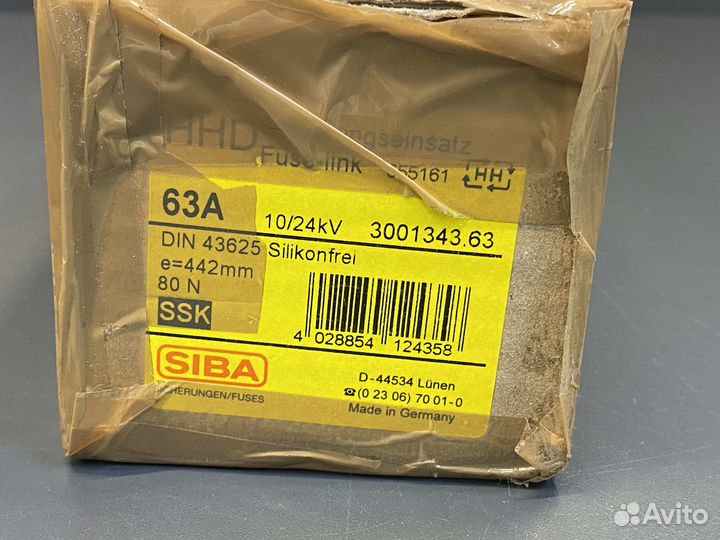 HHD
Fuse-link 355161 HH
63A 10/24kV 3001343.63
DIN 43625 Silikonfrei
e=442mm
80 N
SSK
4 028854 124358
SIBA
D-44534 Lünen
☎(0 23 06) 70 01-0
Made in Germany
Avito